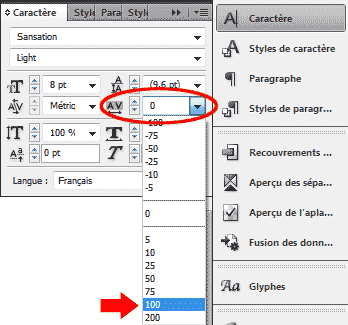 Caractère Style Para Style
Sansation
Light
8 pt (9,6 pt)
Métriq 0
100 %
0 pt
Langue : Français
-100
-75
-50
-25
-10
-5
0
5
10
25
50
75
100
200
Caractère
Styles de caractère
Paragraphe
Styles de paragr...
Recouvrements ...
Aperçu des sépa...
Aperçu de l'apla...
Fusion des donn...
Glyphes